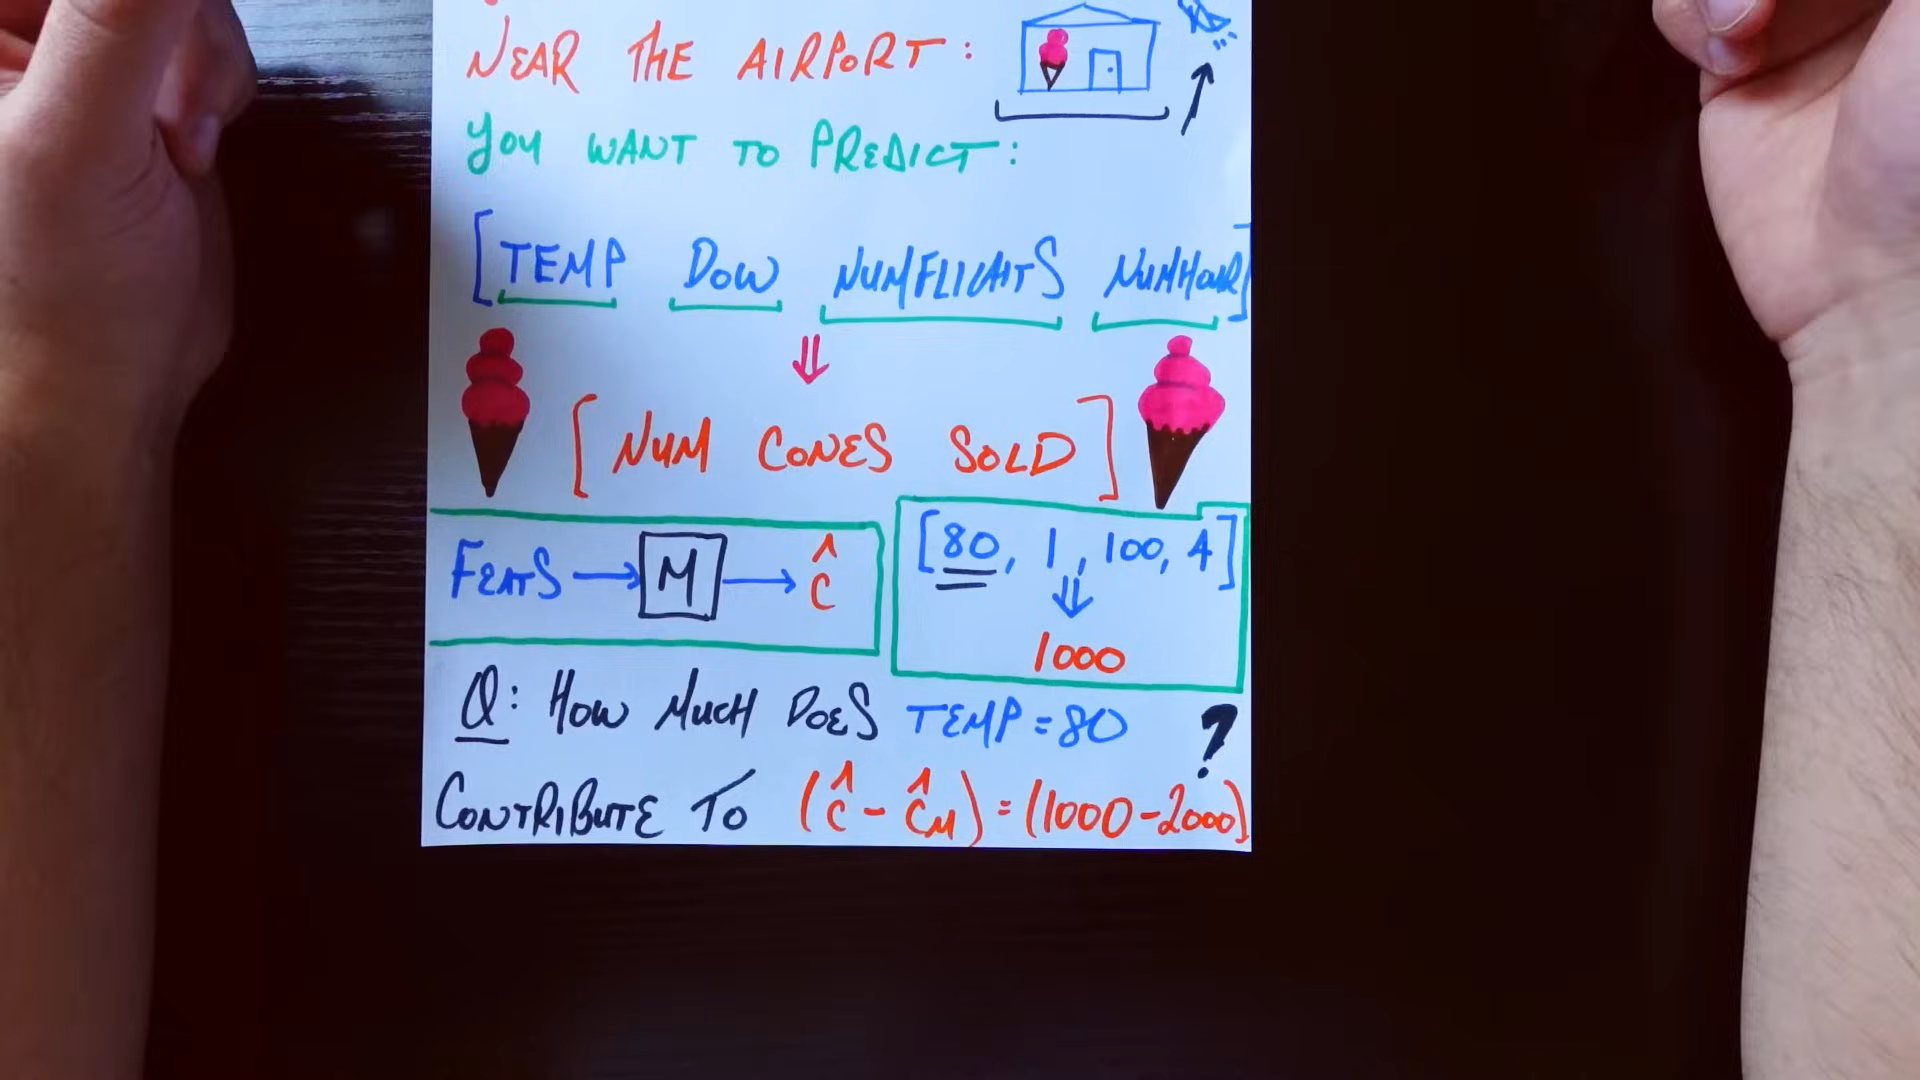 NEAR THE AIRPORT:
YOU WANT TO PREDICT:
[TEMP DOW NUMFLIGHTS NUMHOUR]
⇓
[NUM CONES SOLD]
FEATS → M → ĉ
[80, 1, 100, 4]
⇓
1000
Q: HOW MUCH DOES TEMP = 80 ?
CONTRIBUTE TO (ĉ - ĉM) = (1000 - 2000)